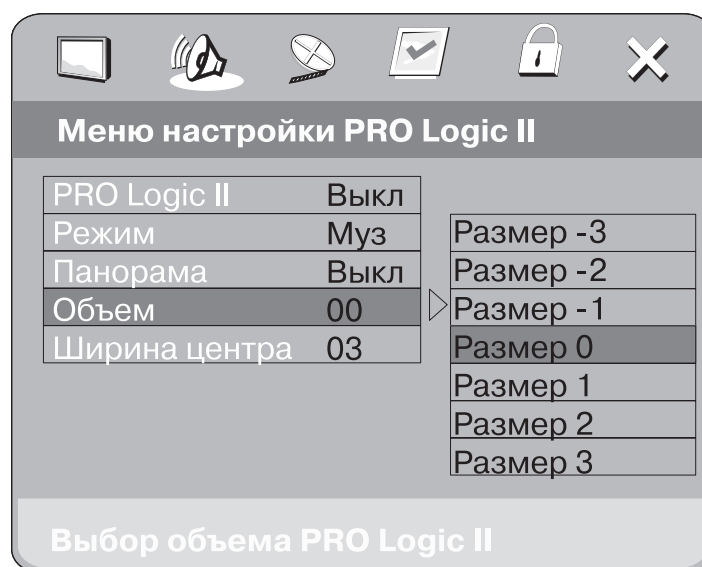 Меню настройки PRO Logic II
PRO Logic II Выкл
Режим Муз
Панорама Выкл
Объем 00
Ширина центра 03
Размер -3
Размер -2
Размер -1
Размер 0
Размер 1
Размер 2
Размер 3
Выбор объема PRO Logic II